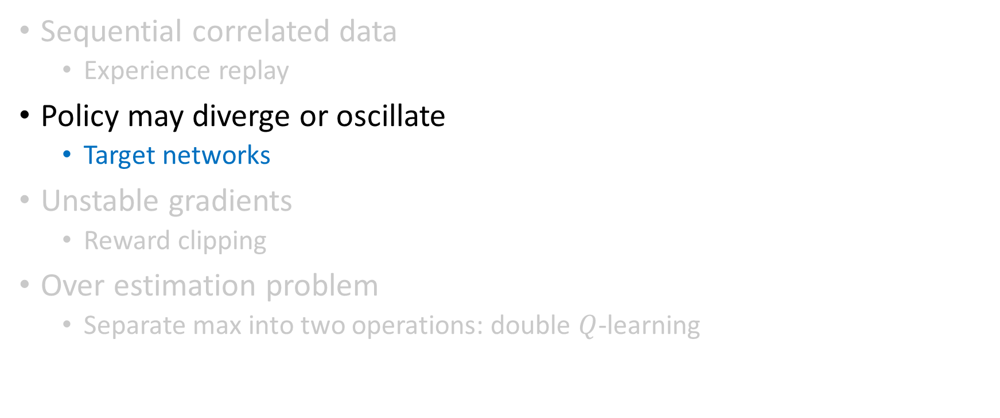 • Sequential correlated data
• Experience replay
• Policy may diverge or oscillate
• Target networks
• Unstable gradients
• Reward clipping
• Over estimation problem
• Separate max into two operations: double Q-learning